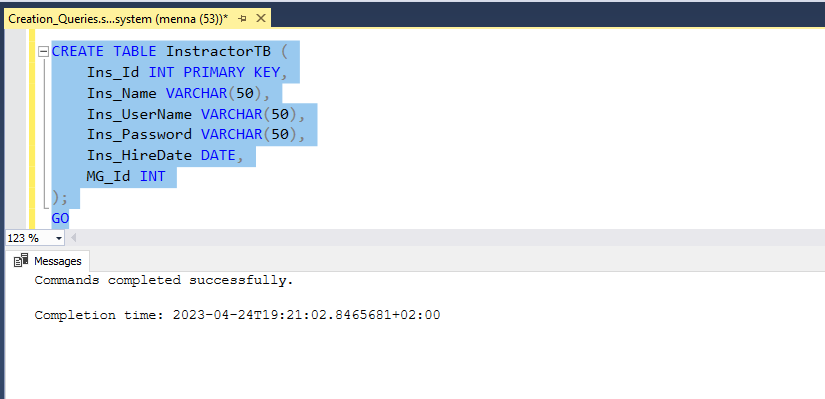 Creation_Queries.s...system (menna (53))*
CREATE TABLE InstractorTB (
Ins_Id INT PRIMARY KEY,
Ins_Name VARCHAR(50),
Ins_UserName VARCHAR(50),
Ins_Password VARCHAR(50),
Ins_HireDate DATE,
MG_Id INT
);
GO
123 %
Messages
Commands completed successfully.
Completion time: 2023-04-24T19:21:02.8465681+02:00